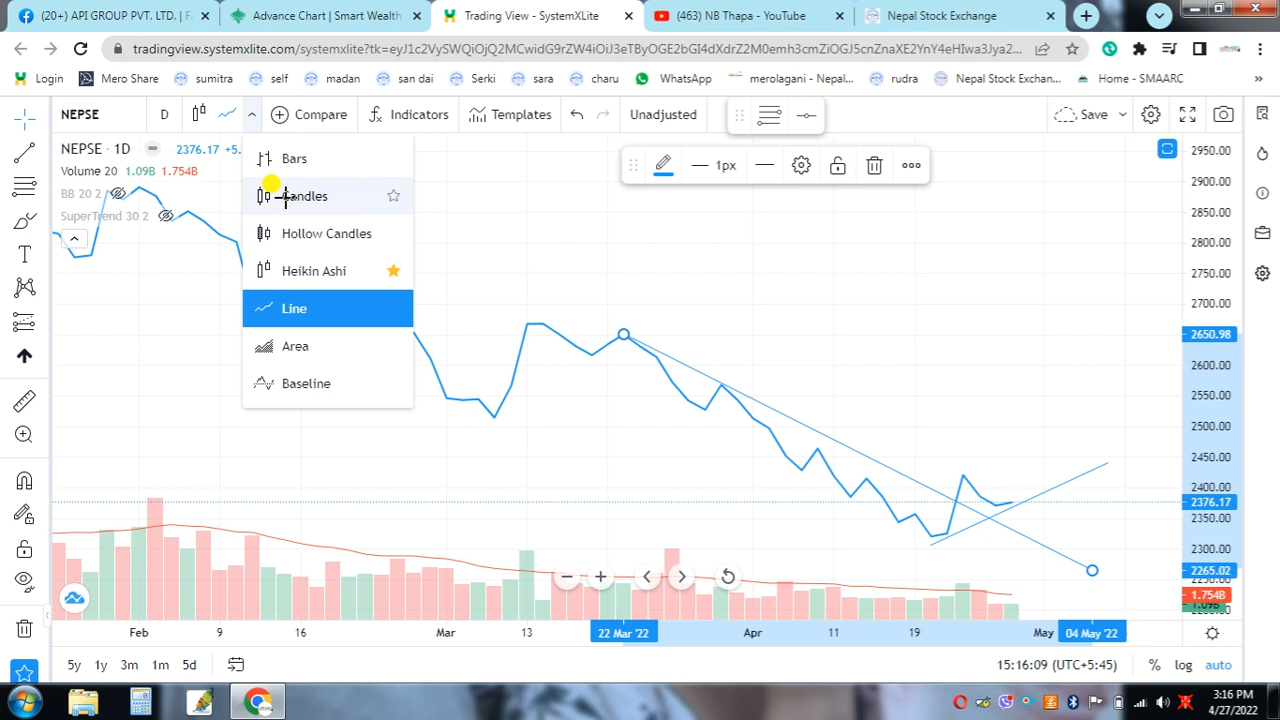 (20+) API GROUP PVT. LTD. | Fa
Advance Chart | Smart Wealth
Trading View - SystemXLite
(463) NB Thapa - YouTube
Nepal Stock Exchange
Login
Mero Share
sumitra
self
madan
san dai
Serki
sara
charu
WhatsApp
merolagani - Nepal...
rudra
Nepal Stock Exchan...
Home - SMAARC
NEPSE
D
Compare
Indicators
Templates
Unadjusted
Save
NEPSE · 1D
2376.17 +5.
Volume 20 1.09B 1.754B
BB 20 2
SuperTrend 30 2
Bars
Candles
Hollow Candles
Heikin Ashi
Line
Area
Baseline
1px
2950.00
2900.00
2850.00
2800.00
2750.00
2700.00
2650.98
2600.00
2550.00
2500.00
2450.00
2400.00
2376.17
2350.00
2300.00
2265.02
1.754B
1.09B
Feb
9
16
Mar
13
22 Mar '22
Apr
11
19
May
04 May '22
5y
1y
3m
1m
5d
15:16:09 (UTC+5:45)
%
log
auto
3:16 PM
4/27/2022